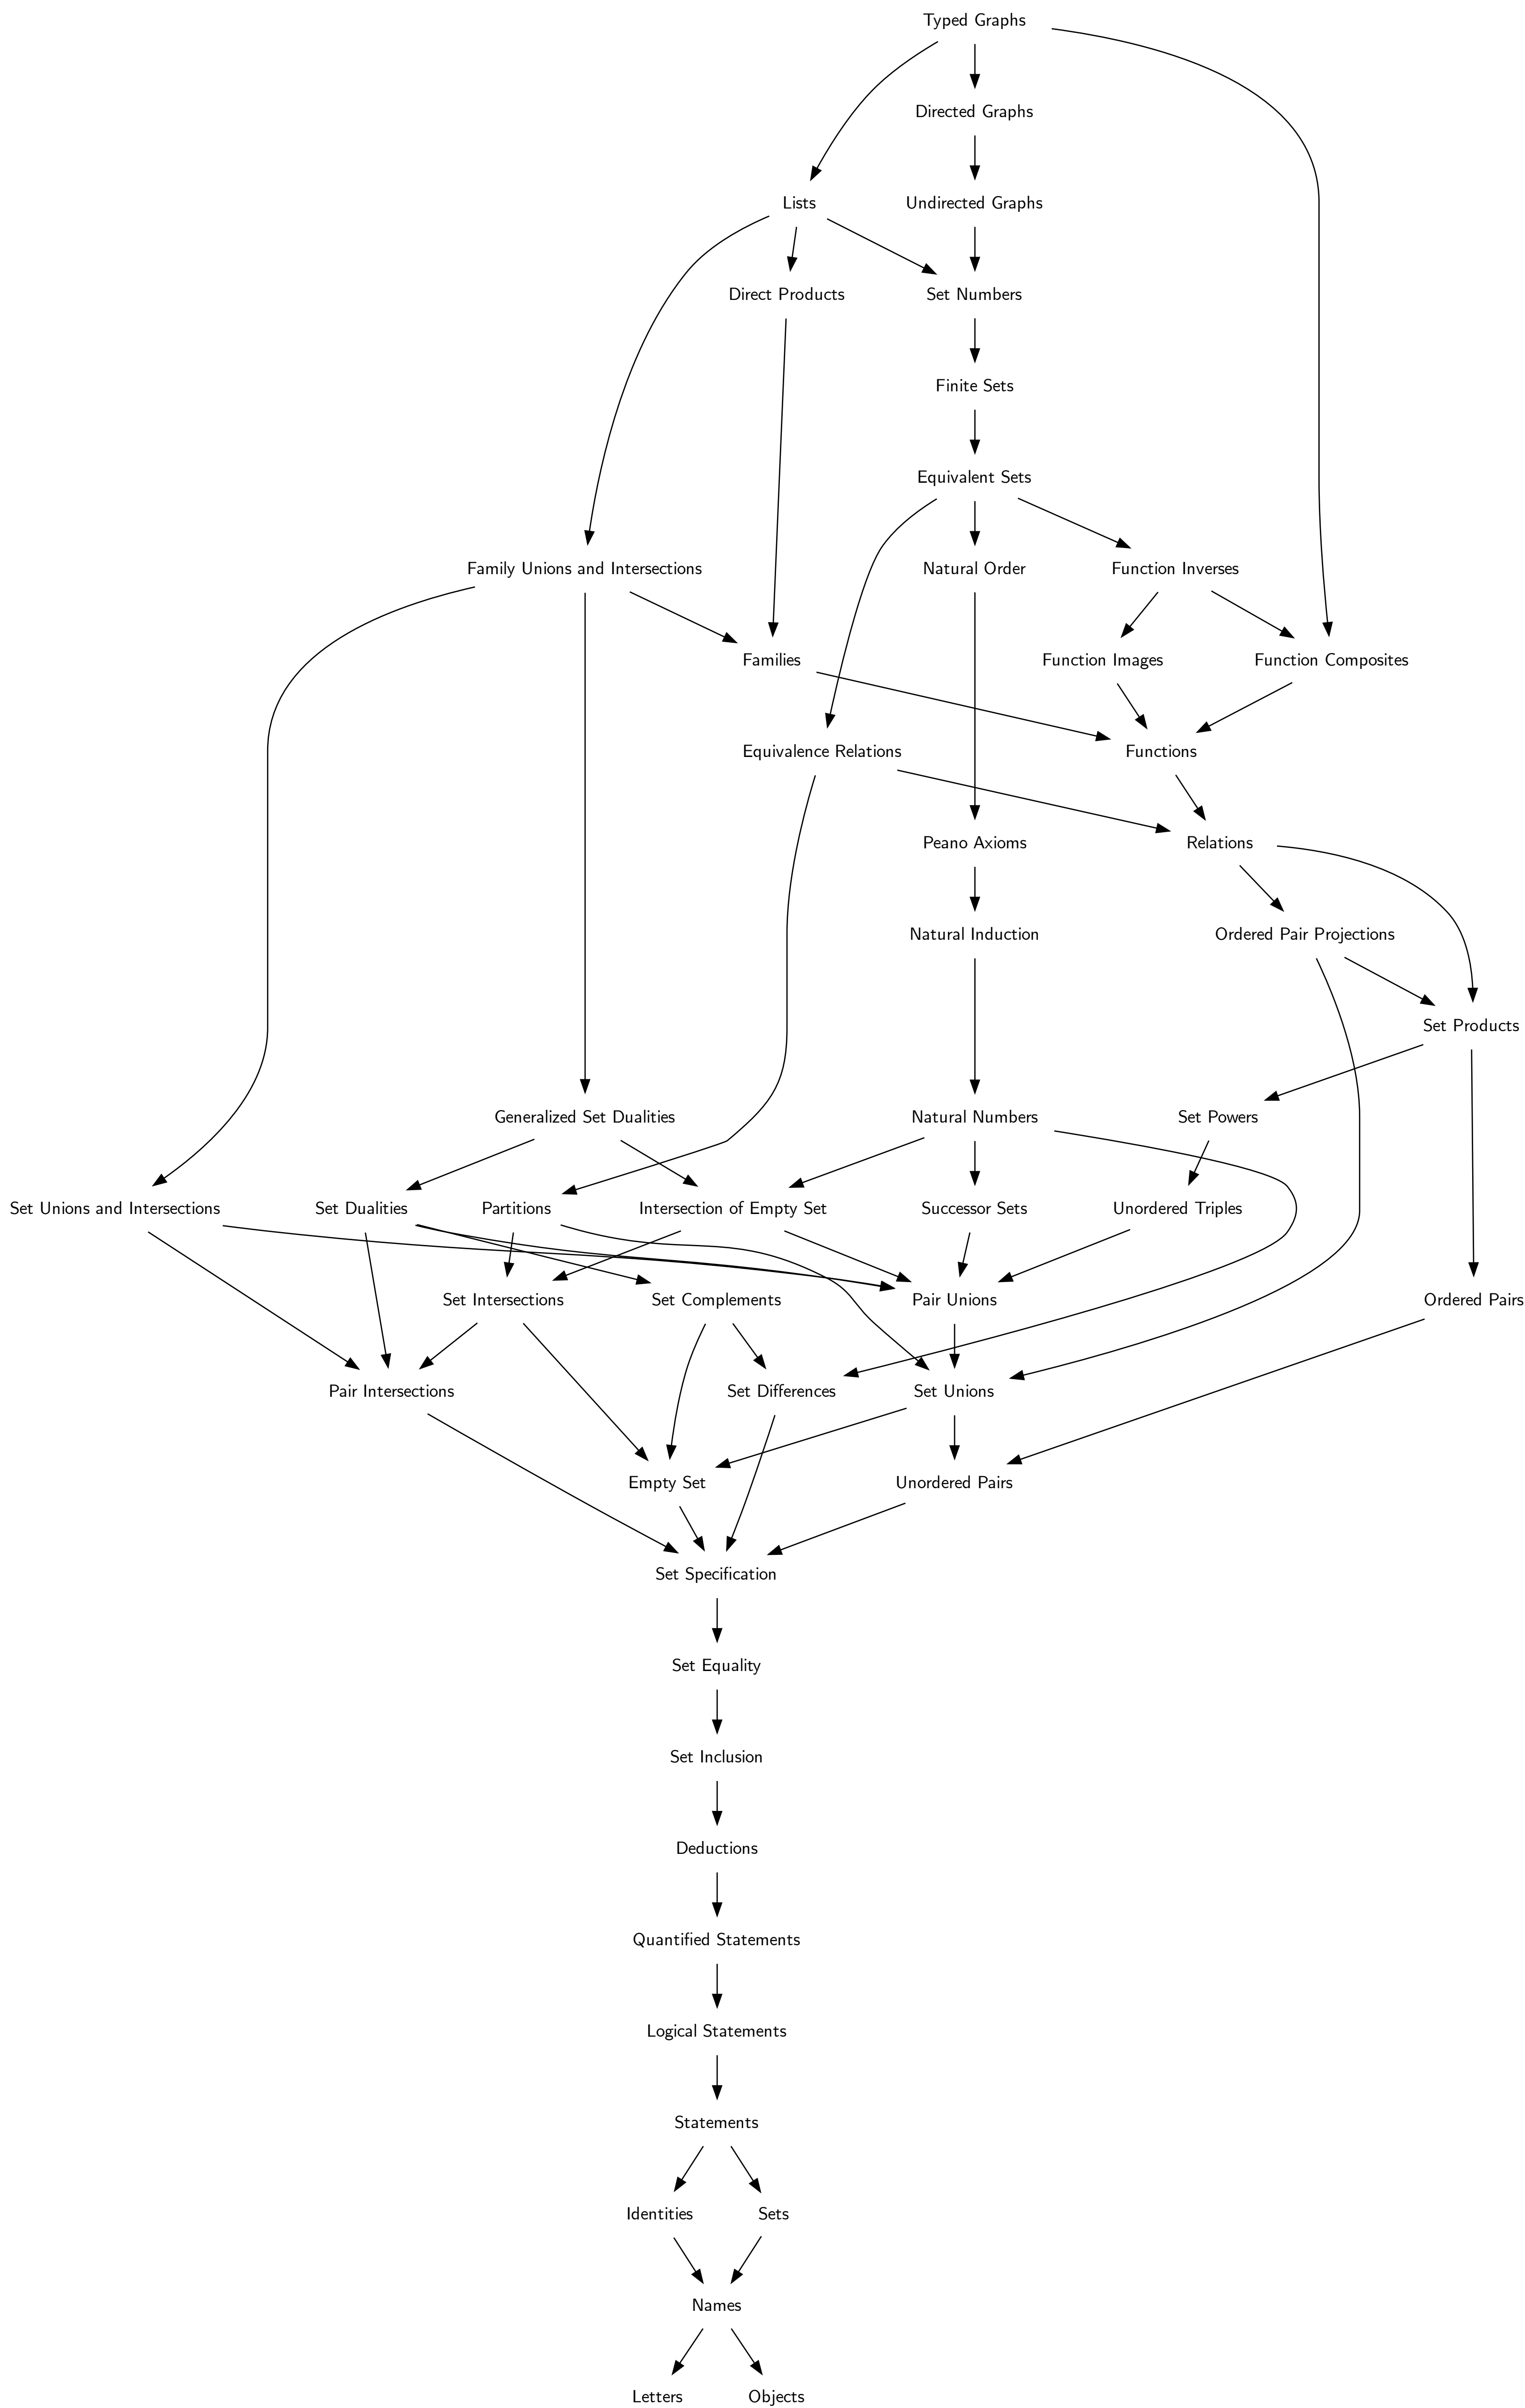 Typed Graphs
Directed Graphs
Lists
Undirected Graphs
Direct Products
Set Numbers
Finite Sets
Equivalent Sets
Family Unions and Intersections
Natural Order
Function Inverses
Families
Function Images
Function Composites
Equivalence Relations
Functions
Peano Axioms
Relations
Natural Induction
Ordered Pair Projections
Set Products
Generalized Set Dualities
Natural Numbers
Set Powers
Set Unions and Intersections
Set Dualities
Partitions
Intersection of Empty Set
Successor Sets
Unordered Triples
Set Intersections
Set Complements
Pair Unions
Ordered Pairs
Pair Intersections
Set Differences
Set Unions
Empty Set
Unordered Pairs
Set Specification
Set Equality
Set Inclusion
Deductions
Quantified Statements
Logical Statements
Statements
Identities
Sets
Names
Letters
Objects